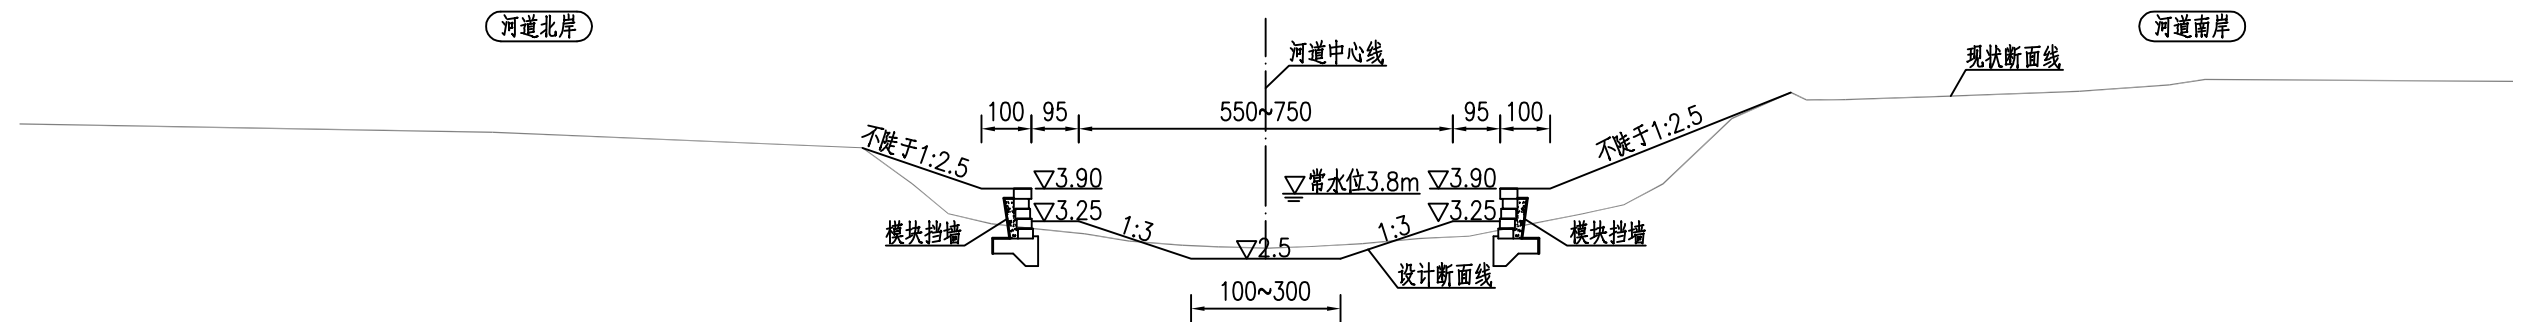 河道北岸
河道南岸
河道中心线
现状断面线
100
95
550~750
95
100
不陡于1:2.5
不陡于1:2.5
▽3.90
▽常水位3.8m
▽3.90
▽3.25
▽3.25
模块挡墙
1:3
1:3
模块挡墙
▽2.5
设计断面线
100~300